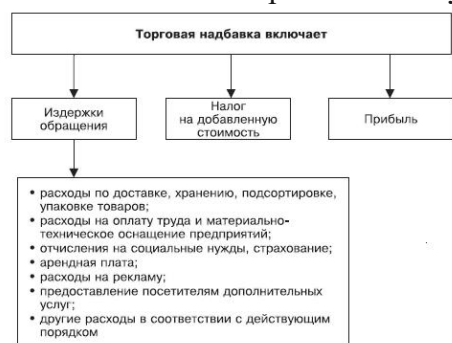 Торговая надбавка включает
Издержки
обращения
Налог
на добавленную
стоимость
Прибыль
• расходы по доставке, хранению, подсортировке,
упаковке товаров;
• расходы на оплату труда и материально-
техническое оснащение предприятий;
• отчисления на социальные нужды, страхование;
• арендная плата;
• расходы на рекламу;
• предоставление посетителям дополнительных
услуг;
• другие расходы в соответствии с действующим
порядком